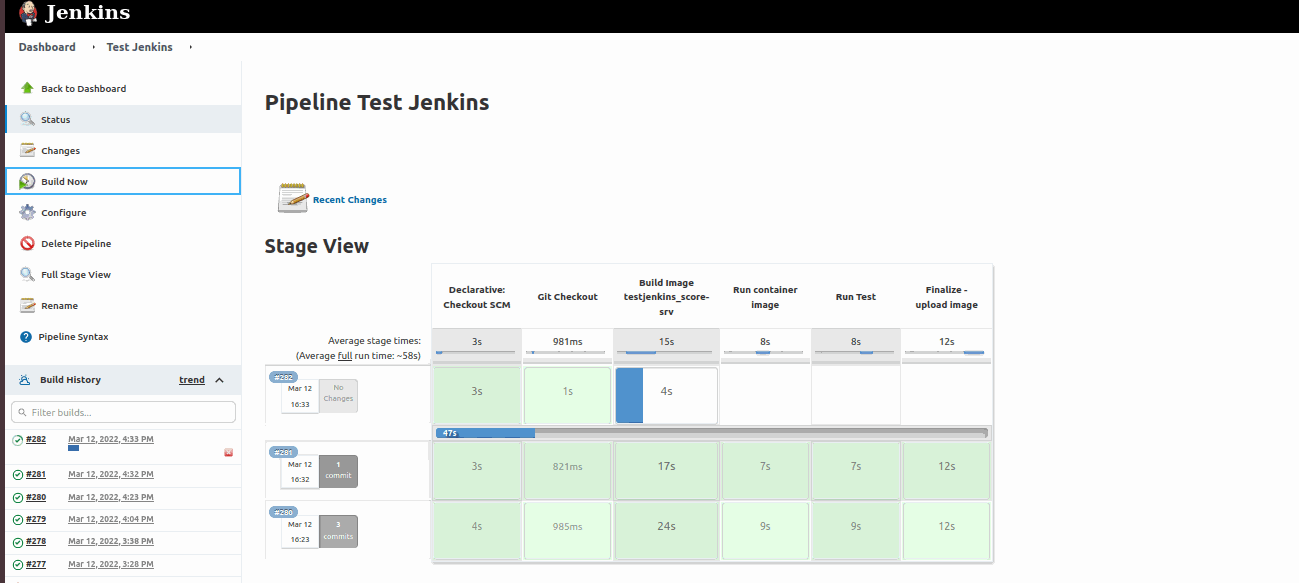 Jenkins
Dashboard
Test Jenkins
Back to Dashboard
Status
Changes
Build Now
Configure
Delete Pipeline
Full Stage View
Rename
Pipeline Syntax
Build History
trend
Filter builds...
#282
Mar 12, 2022, 4:33 PM
#281
Mar 12, 2022, 4:32 PM
#280
Mar 12, 2022, 4:23 PM
#279
Mar 12, 2022, 4:04 PM
#278
Mar 12, 2022, 3:38 PM
#277
Mar 12, 2022, 3:28 PM
Pipeline Test Jenkins
Recent Changes
Stage View
Declarative:
Checkout SCM
Git Checkout
Build Image
testjenkins_score-
srv
Run container
image
Run Test
Finalize -
upload image
Average stage times:
(Average full run time: ~58s)
3s
981ms
15s
8s
8s
12s
#282
Mar 12
16:33
No
Changes
3s
1s
4s
47s
#281
Mar 12
16:32
1
commit
3s
821ms
17s
7s
7s
12s
#280
Mar 12
16:23
3
commits
4s
985ms
24s
9s
9s
12s